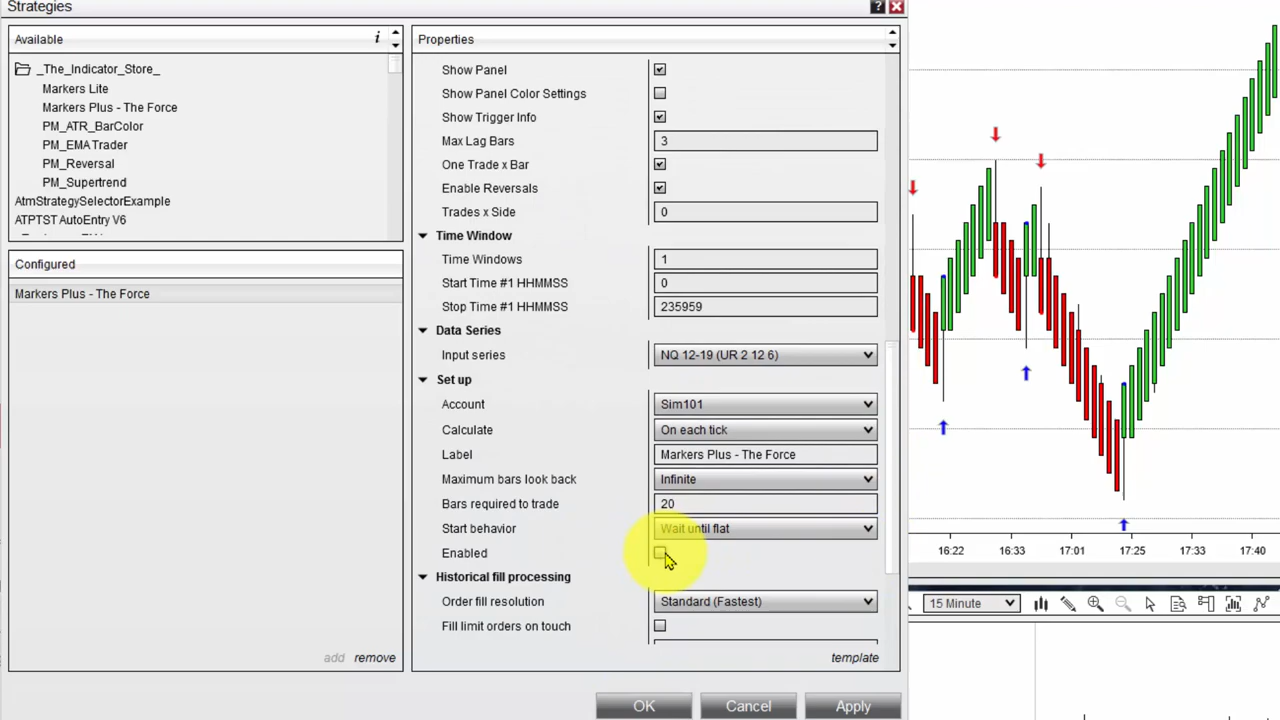 Strategies
?
Available
i
_The_Indicator_Store_
Markers Lite
Markers Plus - The Force
PM_ATR_BarColor
PM_EMA Trader
PM_Reversal
PM_Supertrend
AtmStrategySelectorExample
ATPTST AutoEntry V6
Configured
Markers Plus - The Force
add remove
Properties
Show Panel
Show Panel Color Settings
Show Trigger Info
Max Lag Bars 3
One Trade x Bar
Enable Reversals
Trades x Side 0
Time Window
Time Windows 1
Start Time #1 HHMMSS 0
Stop Time #1 HHMMSS 235959
Data Series
Input series NQ 12-19 (UR 2 12 6)
Set up
Account Sim101
Calculate On each tick
Label Markers Plus - The Force
Maximum bars look back Infinite
Bars required to trade 20
Start behavior Wait until flat
Enabled
Historical fill processing
Order fill resolution Standard (Fastest)
Fill limit orders on touch
template
OK Cancel Apply
16:22 16:33 17:01 17:25 17:33 17:40
15 Minute